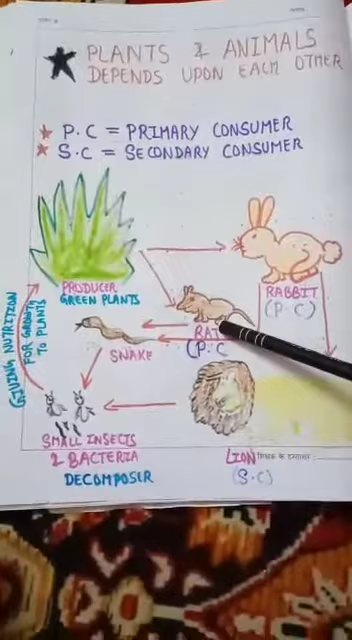 PLANTS & ANIMALS
DEPENDS UPON EACH OTHER
P.C = PRIMARY CONSUMER
S.C = SECONDARY CONSUMER
PRODUCER
GREEN PLANTS
RABBIT
(P.C)
RAT
(P.C
SNAKE
GIVING NUTRITION
FOR GROWTH
TO PLANTS
SMALL INSECTS
& BACTERIA
DECOMPOSER
LION
(S.C)